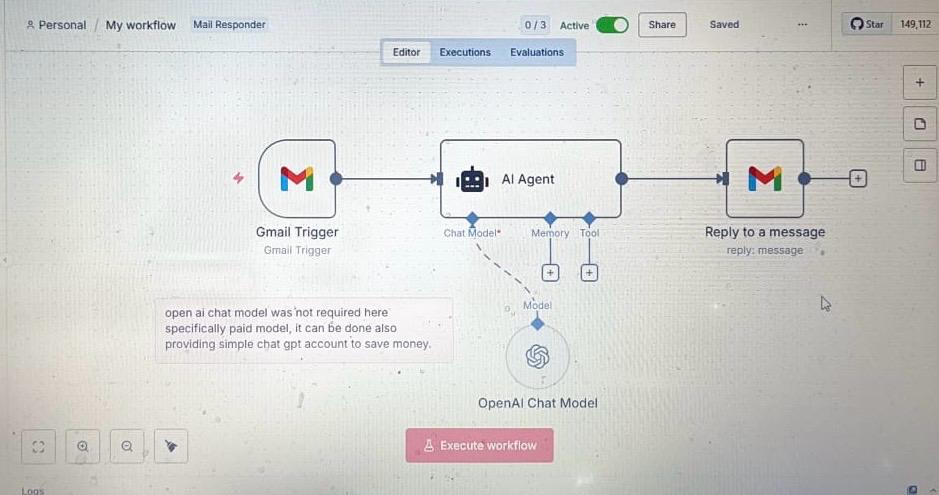 Personal / My workflow Mail Responder 0 / 3 Active Share Saved ... Star 149,112
Editor Executions Evaluations
AI Agent
Gmail Trigger
Gmail Trigger
Chat Model* Memory Tool
Reply to a message
reply: message
Model
open ai chat model was not required here
specifically paid model, it can be done also
providing simple chat gpt account to save money.
OpenAI Chat Model
Execute workflow
Logs